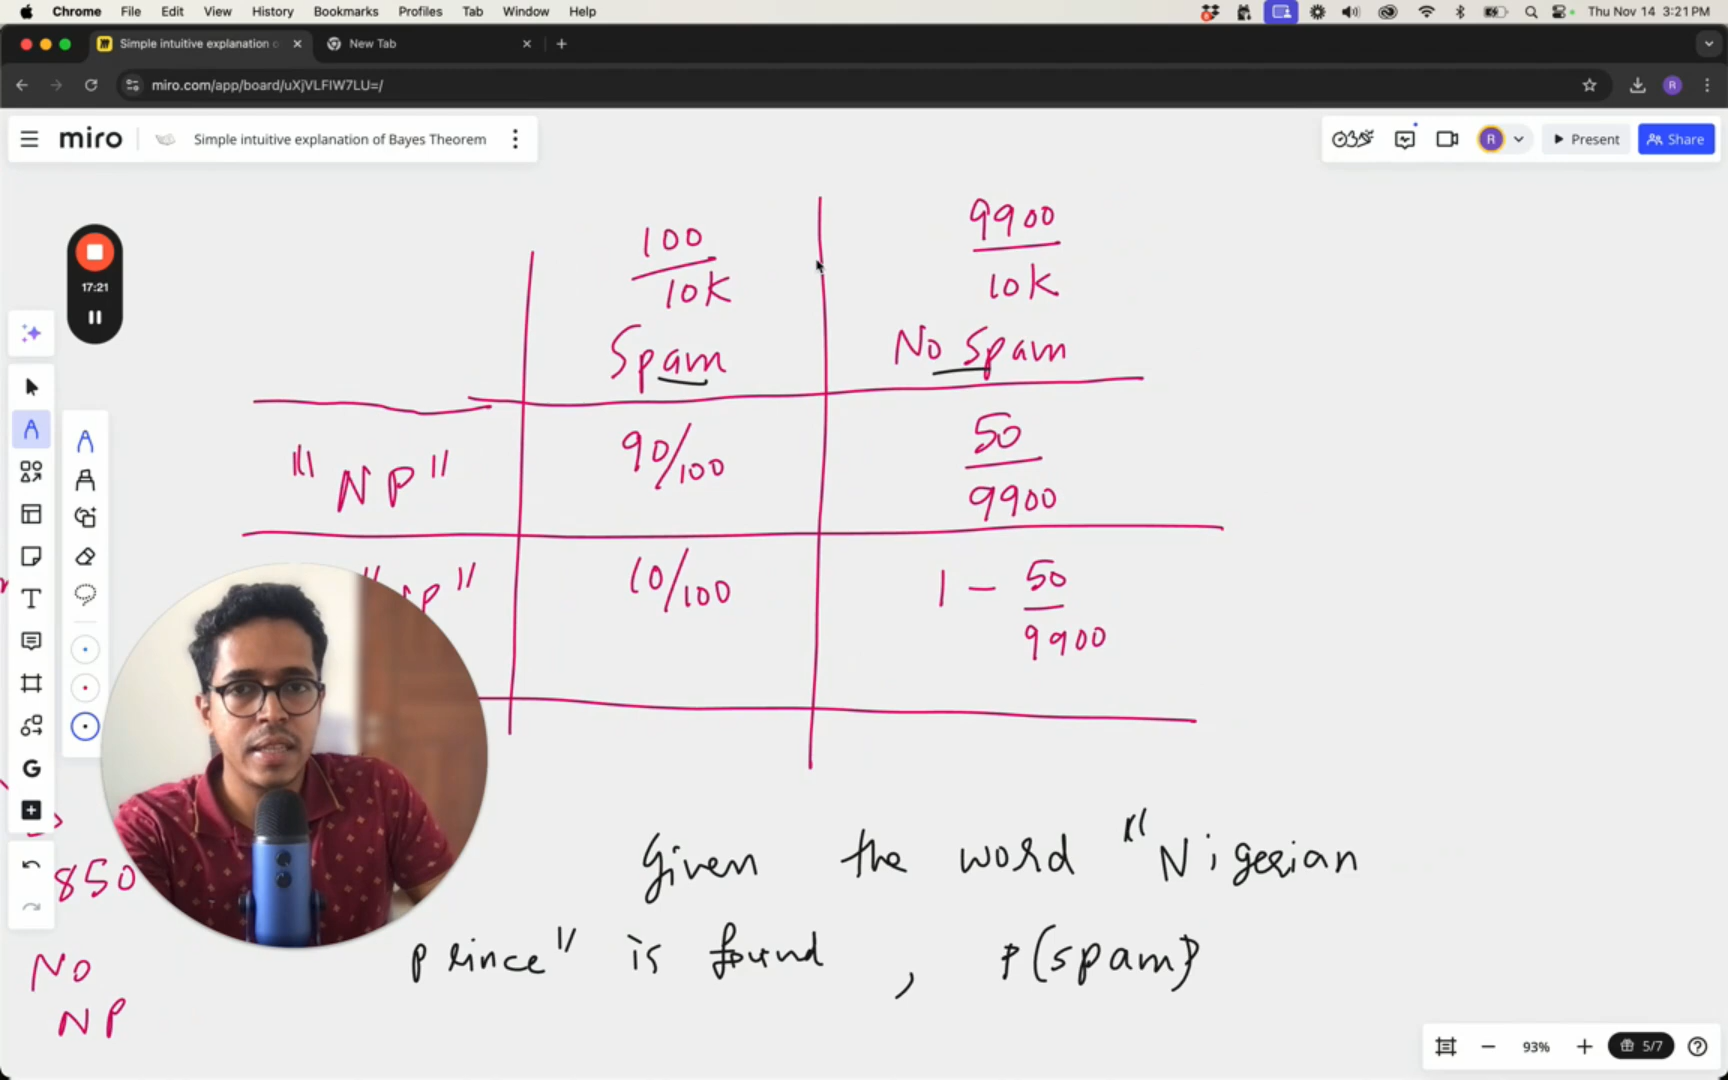 Chrome File Edit View History Bookmarks Profiles Tab Window Help Thu Nov 14 3:21 PM
Simple intuitive explanation o New Tab
miro.com/app/board/uXjVLFIW7LU=/ R
miro Simple intuitive explanation of Bayes Theorem R Present Share
17:21
100
10K
Spam
9900
10K
No Spam
"NP" 90/100 50
9900
10/100 1 - 50
9900
850
No
NP
Given the word "Nigerian
prince" is found , P(spam)
T
G
93% 5/7